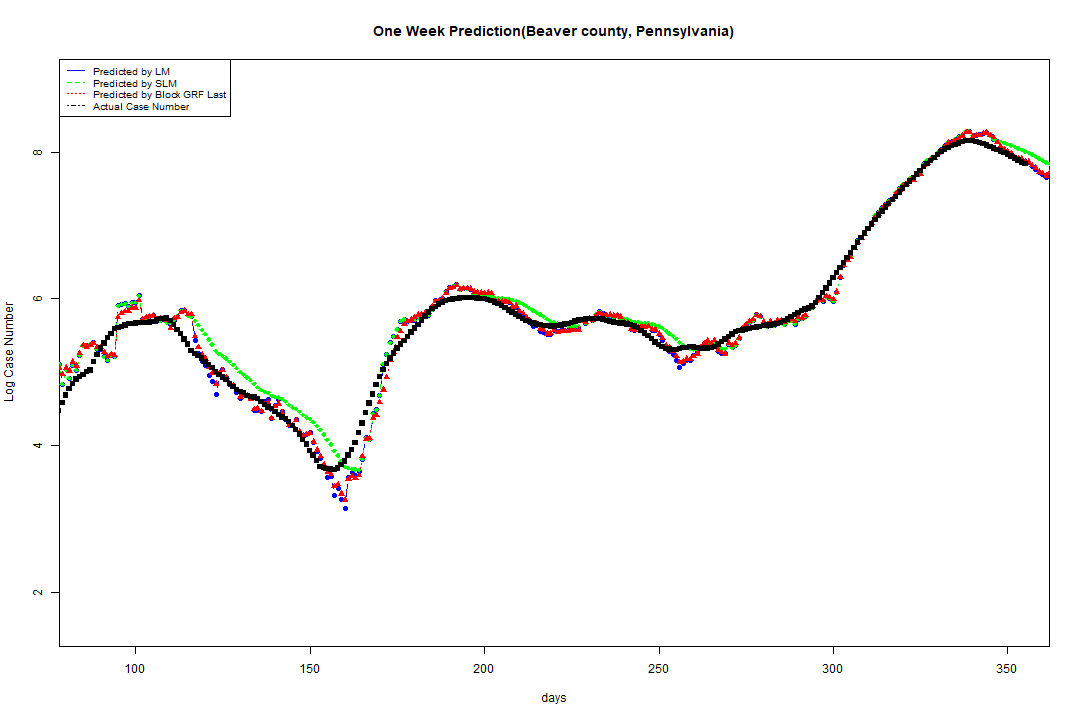 One Week Prediction(Beaver county, Pennsylvania)
Predicted by LM
Predicted by SLM
Predicted by Block GRF Last
Actual Case Number
8
6
4
2
Log Case Number
100 150 200 250 300 350
days